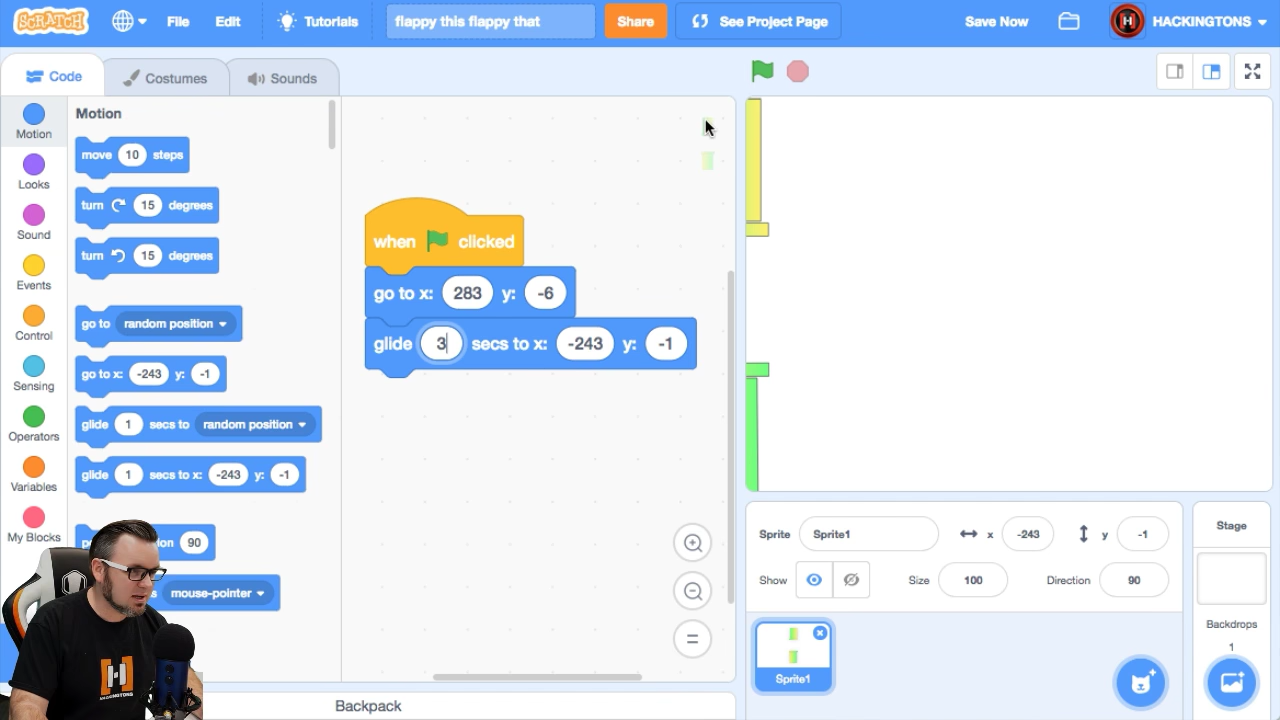 SCRATCH File Edit Tutorials flappy this flappy that Share See Project Page Save Now HACKINGTONS
Code Costumes Sounds
Motion
Looks
Sound
Events
Control
Sensing
Operators
Variables
My Blocks
Motion
move 10 steps
turn 15 degrees
turn 15 degrees
go to random position
go to x: -243 y: -1
glide 1 secs to random position
glide 1 secs to x: -243 y: -1
90
mouse-pointer
when clicked
go to x: 283 y: -6
glide 3 secs to x: -243 y: -1
Backpack
Sprite Sprite1 x -243 y -1
Show Size 100 Direction 90
Sprite1
Stage
Backdrops
1
HACKINGTONS